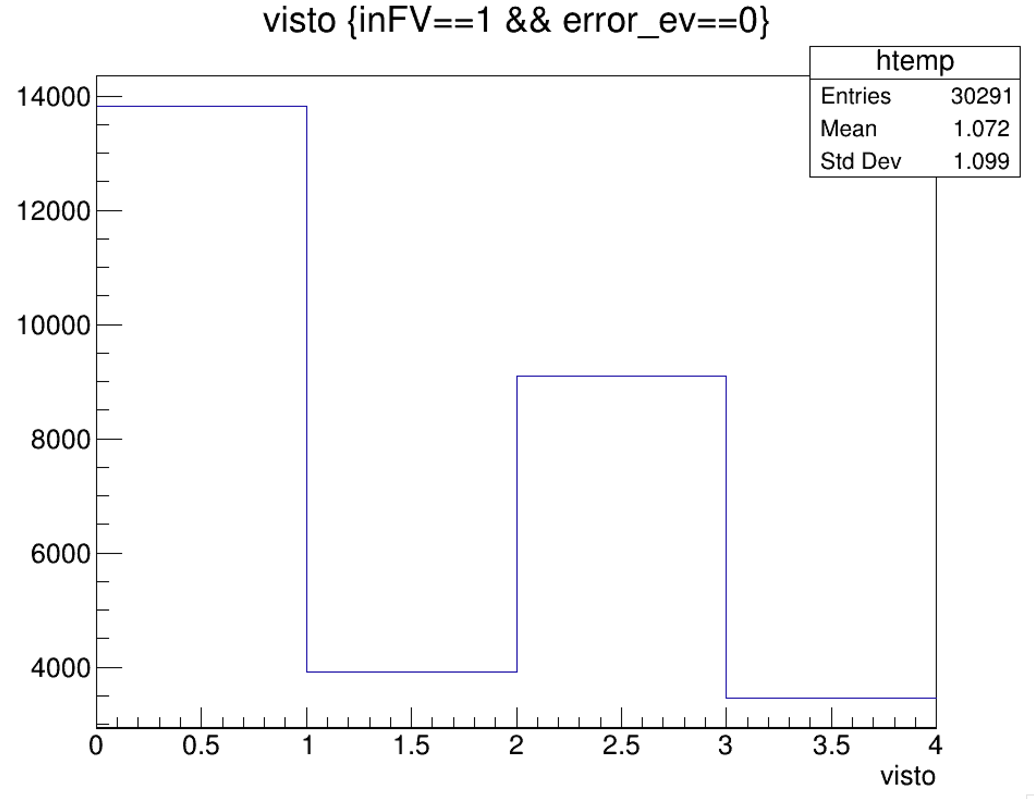 visto {inFV==1 && error_ev==0}
htemp
Entries 30291
Mean 1.072
Std Dev 1.099
14000
12000
10000
8000
6000
4000
0 0.5 1 1.5 2 2.5 3 3.5 4
visto